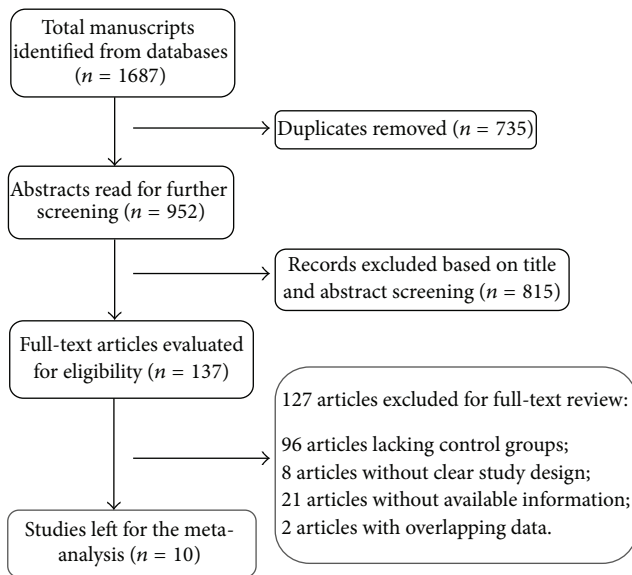 Total manuscripts
identified from databases
(n = 1687)
Duplicates removed (n = 735)
Abstracts read for further
screening (n = 952)
Records excluded based on title
and abstract screening (n = 815)
Full-text articles evaluated
for eligibility (n = 137)
127 articles excluded for full-text review:
96 articles lacking control groups;
8 articles without clear study design;
21 articles without available information;
2 articles with overlapping data.
Studies left for the meta-
analysis (n = 10)